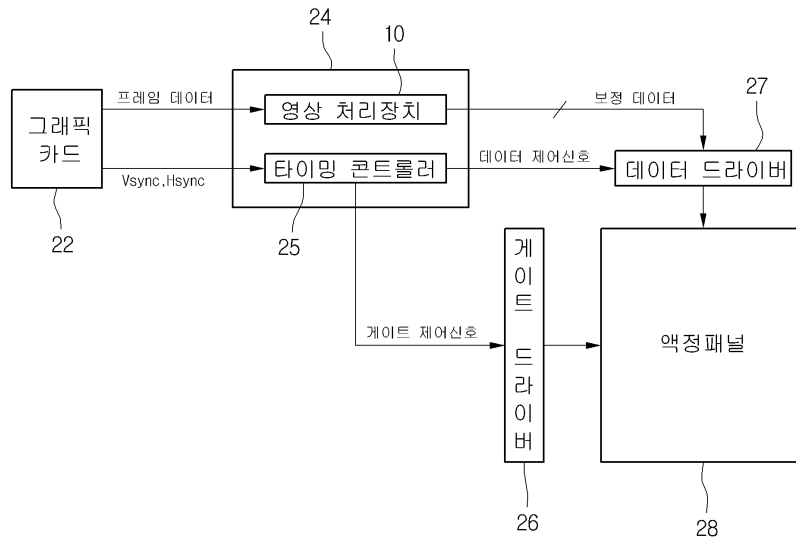 24
10
27
프레임 데이터
영상 처리장치
보정 데이터
그래픽
카드
Vsync,Hsync
타이밍 콘트롤러
데이터 제어신호
데이터 드라이버
22
25
게이트 제어신호
게이트 드라이버
액정패널
26
28